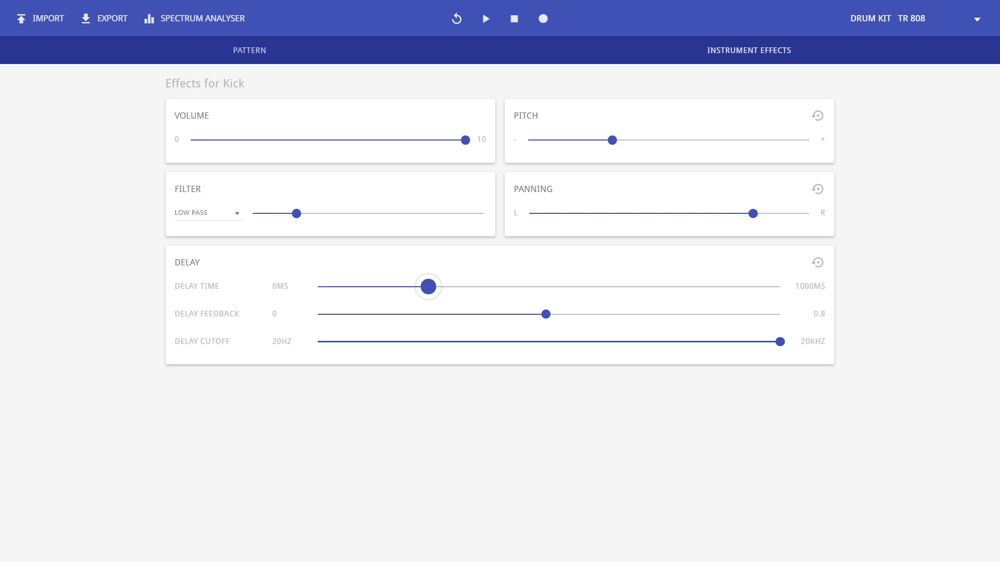 IMPORT EXPORT SPECTRUM ANALYSER DRUM KIT TR 808
PATTERN INSTRUMENT EFFECTS
Effects for Kick
VOLUME
0 10
PITCH
- +
FILTER
LOW PASS
PANNING
L R
DELAY
DELAY TIME 0MS 1000MS
DELAY FEEDBACK 0 0.8
DELAY CUTOFF 20HZ 20KHZ